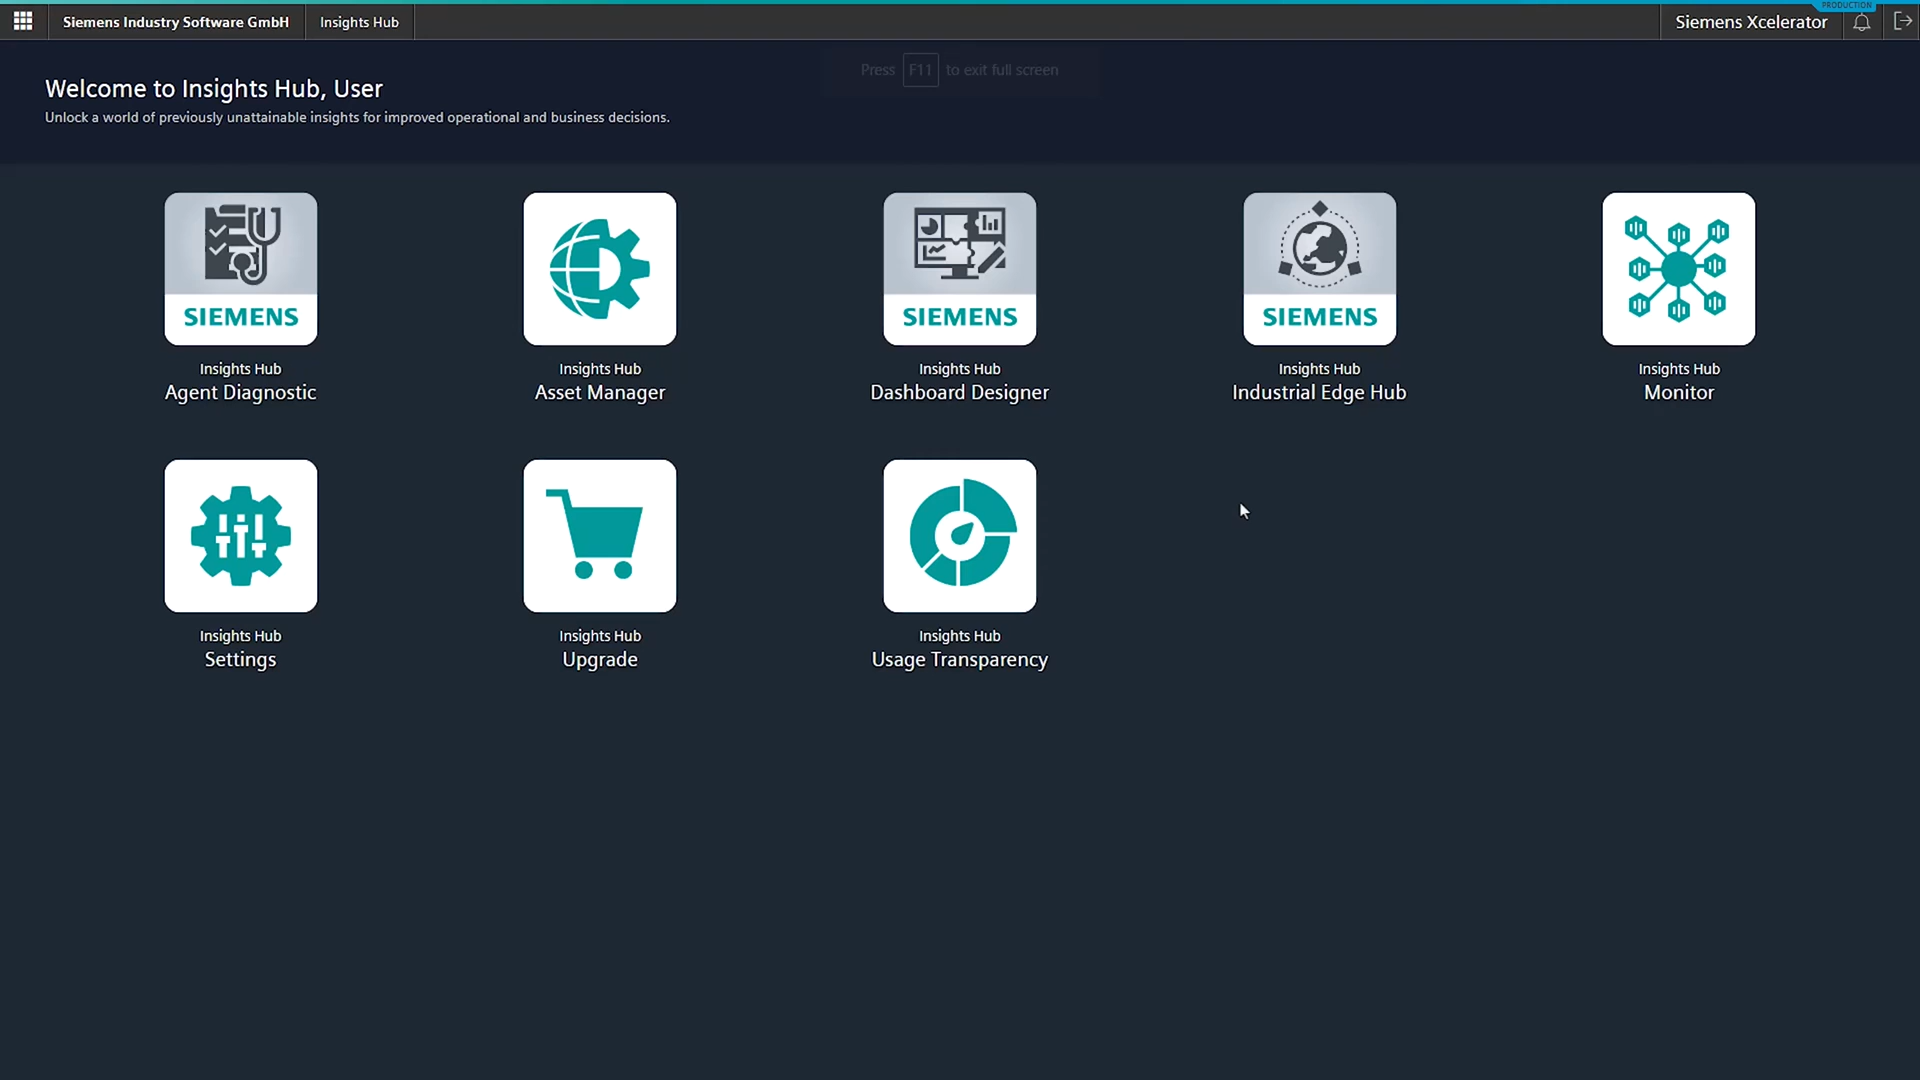 PRODUCTION
Siemens Industry Software GmbH
Insights Hub
Siemens Xcelerator
Press F11 to exit full screen
Welcome to Insights Hub, User
Unlock a world of previously unattainable insights for improved operational and business decisions.
SIEMENS
SIEMENS
SIEMENS
Insights Hub
Agent Diagnostic
Insights Hub
Asset Manager
Insights Hub
Dashboard Designer
Insights Hub
Industrial Edge Hub
Insights Hub
Monitor
Insights Hub
Settings
Insights Hub
Upgrade
Insights Hub
Usage Transparency